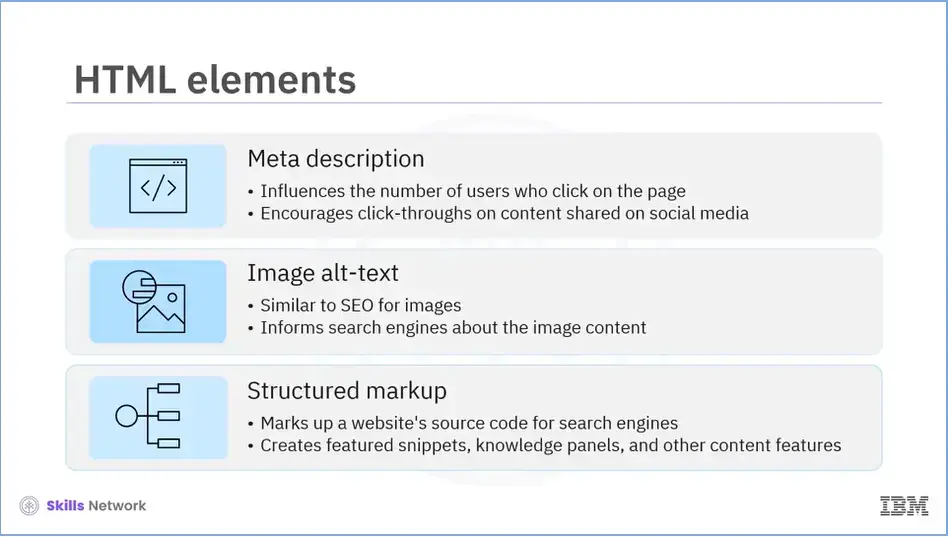 HTML elements
Meta description
• Influences the number of users who click on the page
• Encourages click-throughs on content shared on social media
Image alt-text
• Similar to SEO for images
• Informs search engines about the image content
Structured markup
• Marks up a website's source code for search engines
• Creates featured snippets, knowledge panels, and other content features
Skills Network
IBM